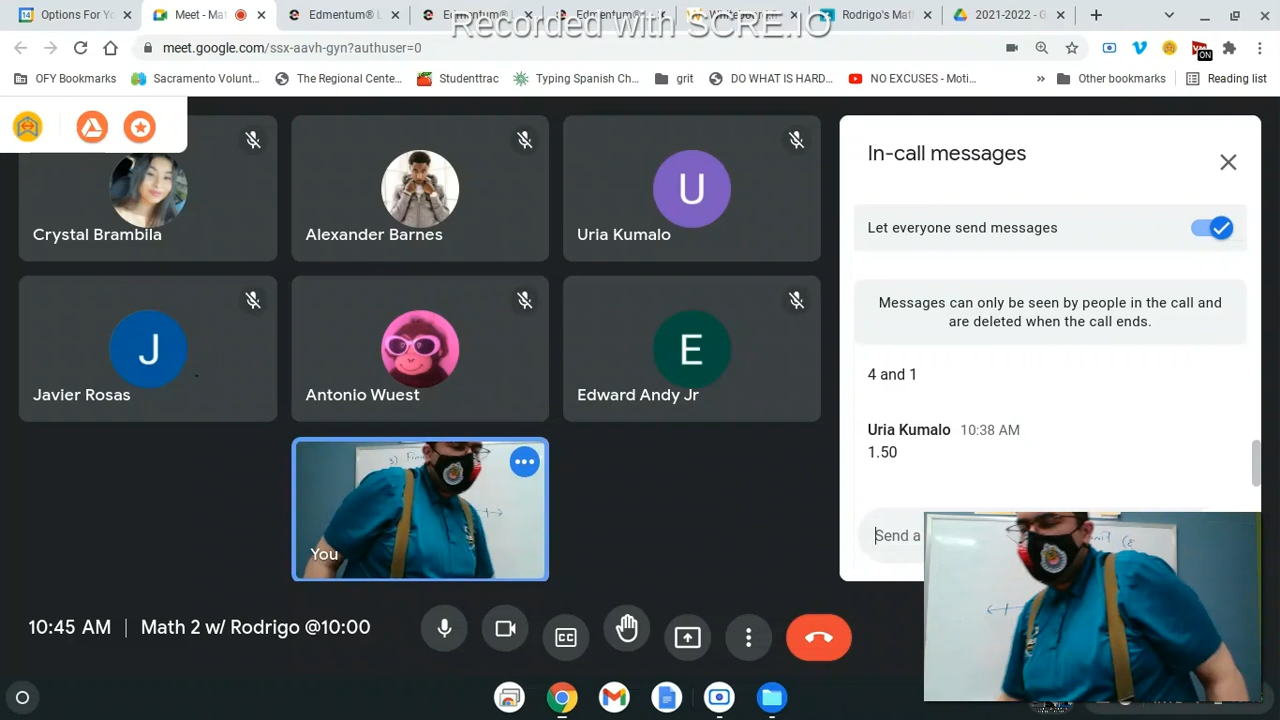 Options For Yo
Meet - Ma
Edmentum® L
Edmentum®
Edmentum®
Whiteboard
Rodrigo's Mat
2021-2022 - G
Recorded with SCRE.IO
meet.google.com/ssx-aavh-gyn?authuser=0
ON
OFY Bookmarks
Sacramento Volunt...
The Regional Cente...
Studenttrac
Typing Spanish Ch...
grit
DO WHAT IS HARD...
NO EXCUSES - Moti...
»
Other bookmarks
Reading list
Crystal Brambila
Alexander Barnes
U
Uria Kumalo
J
Javier Rosas
Antonio Wuest
E
Edward Andy Jr
You
In-call messages
Let everyone send messages
Messages can only be seen by people in the call and
are deleted when the call ends.
4 and 1
Uria Kumalo 10:38 AM
1.50
Send a
10:45 AM | Math 2 w/ Rodrigo @10:00
CC